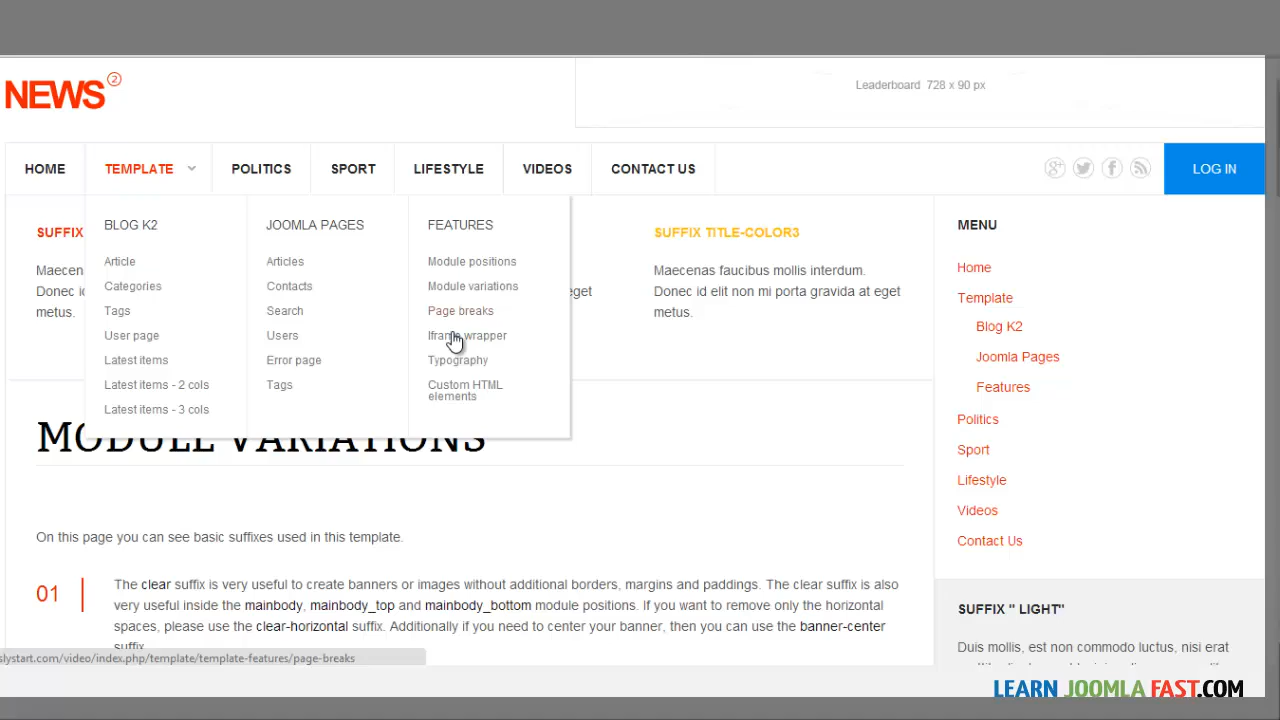 NEWS 2
Leaderboard 728 x 90 px
HOME TEMPLATE POLITICS SPORT LIFESTYLE VIDEOS CONTACT US LOG IN
BLOG K2
Article
Categories
Tags
User page
Latest items
Latest items - 2 cols
Latest items - 3 cols
JOOMLA PAGES
Articles
Contacts
Search
Users
Error page
Tags
FEATURES
Module positions
Module variations
Page breaks
Iframe wrapper
Typography
Custom HTML
elements
SUFFIX
Maecen
Donec id
metus.
eget
SUFFIX TITLE-COLOR3
Maecenas faucibus mollis interdum.
Donec id elit non mi porta gravida at eget
metus.
MODULE VARIATIONS
On this page you can see basic suffixes used in this template.
01
The clear suffix is very useful to create banners or images without additional borders, margins and paddings. The clear suffix is also
very useful inside the mainbody, mainbody_top and mainbody_bottom module positions. If you want to remove only the horizontal
spaces, please use the clear-horizontal suffix. Additionally if you need to center your banner, then you can use the banner-center
suffix
MENU
Home
Template
Blog K2
Joomla Pages
Features
Politics
Sport
Lifestyle
Videos
Contact Us
SUFFIX " LIGHT"
Duis mollis, est non commodo luctus, nisi erat
slystart.com/video/index.php/template/template-features/page-breaks
LEARN JOOMLA FAST.COM